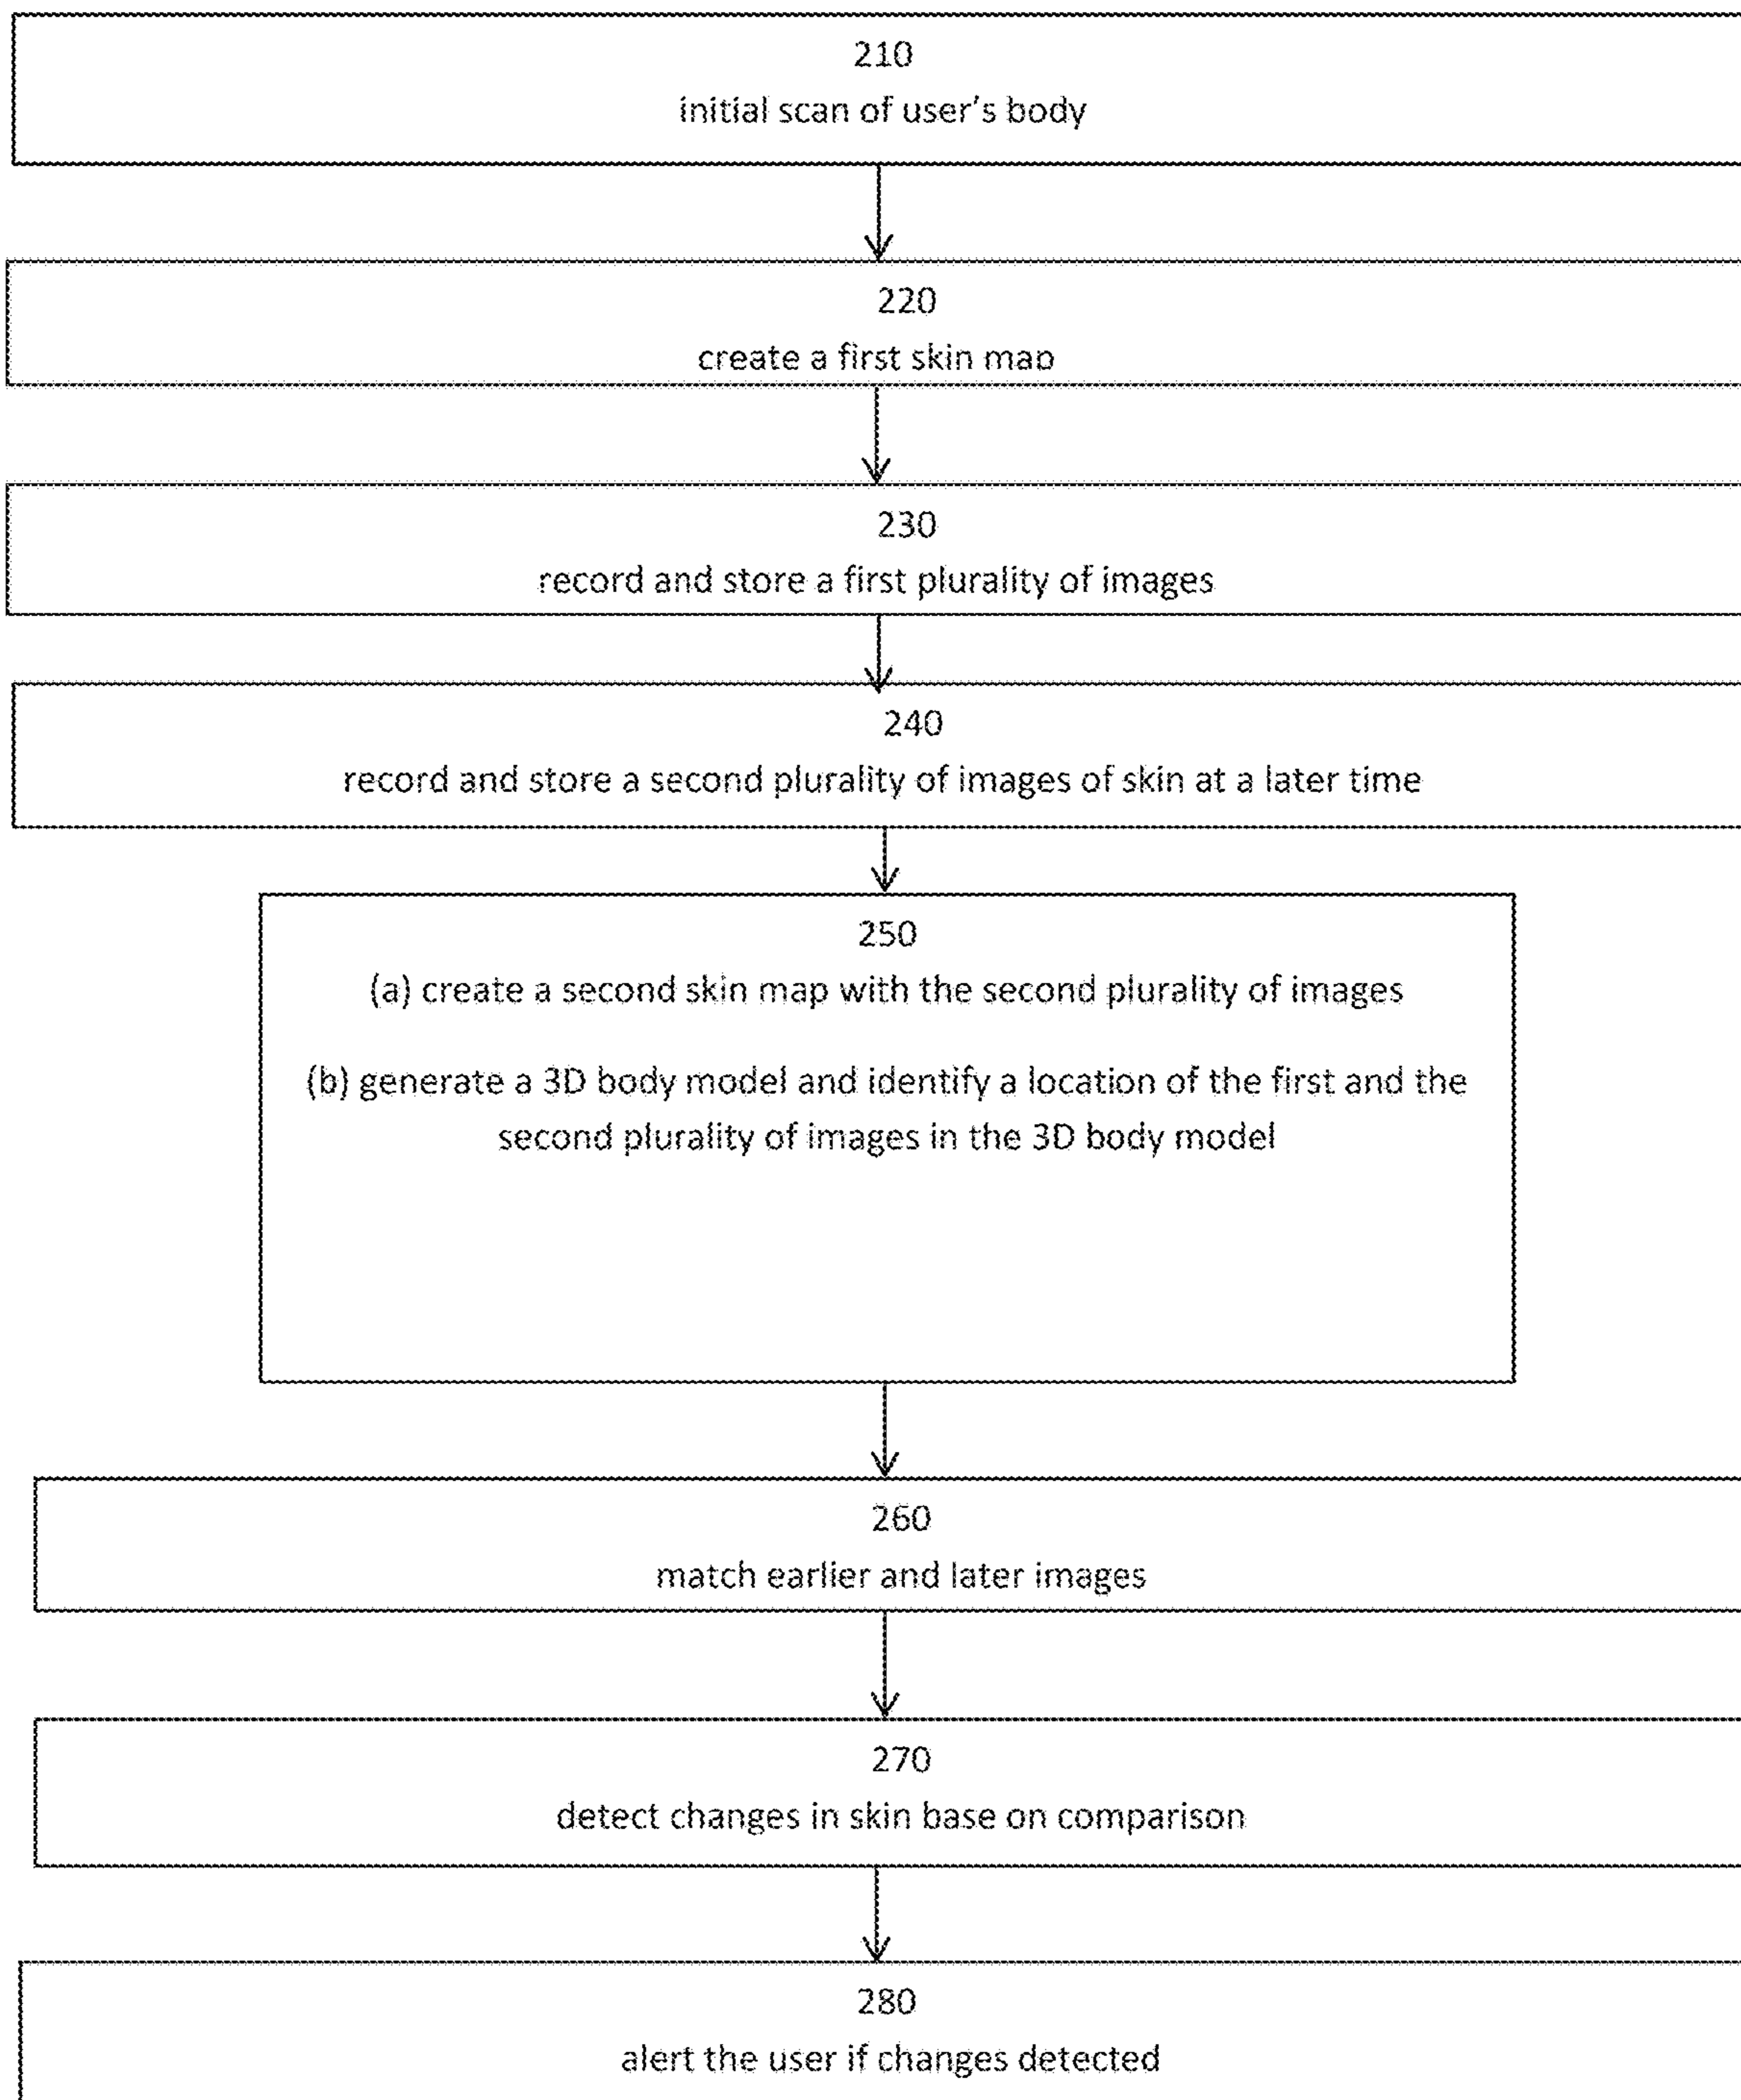 210
initial scan of user's body
220
create a first skin map
230
record and store a first plurality of images
240
record and store a second plurality of images of skin at a later time
250
(a) create a second skin map with the second plurality of images
(b) generate a 3D body model and identify a location of the first and the
second plurality of images in the 3D body model
260
match earlier and later images
270
detect changes in skin base on comparison
280
alert the user if changes detected